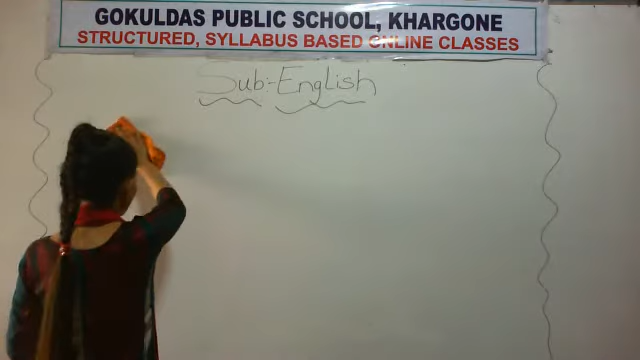 GOKULDAS PUBLIC SCHOOL, KHARGONE
STRUCTURED, SYLLABUS BASED ONLINE CLASSES
Sub:- English